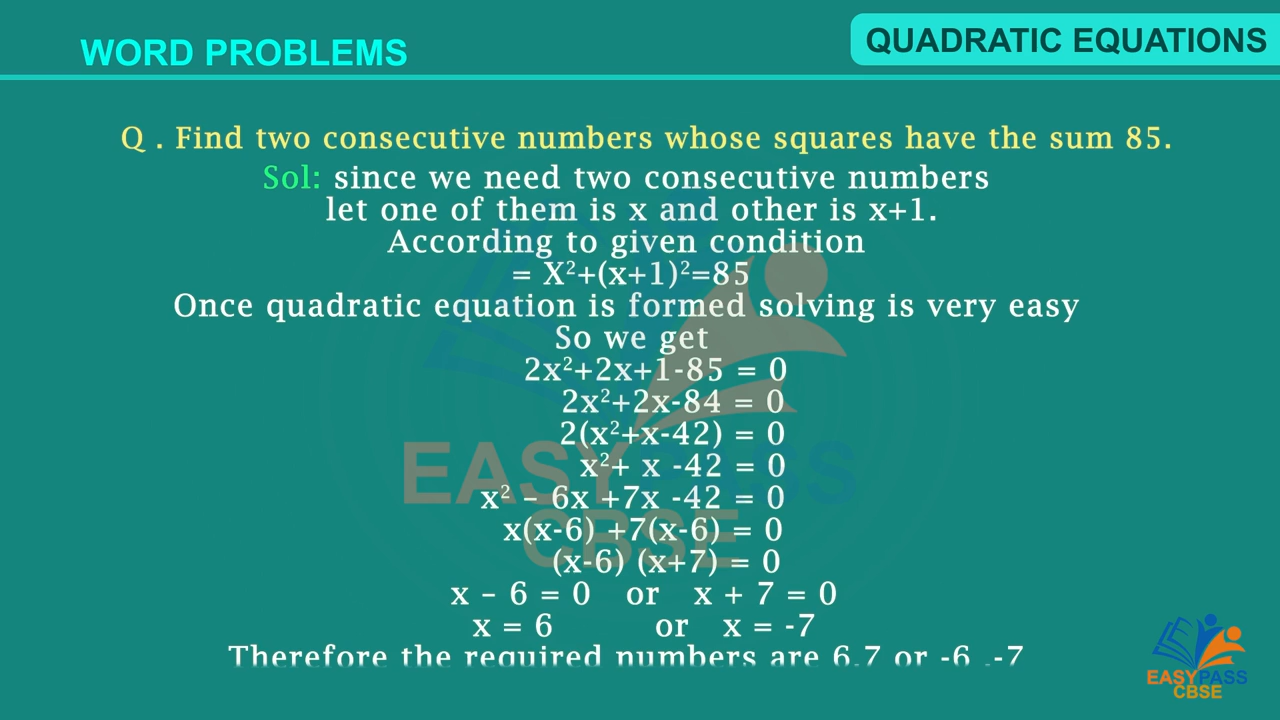 WORD PROBLEMS
QUADRATIC EQUATIONS
Q . Find two consecutive numbers whose squares have the sum 85.
Sol: since we need two consecutive numbers
let one of them is x and other is x+1.
According to given condition
= X²+(x+1)²=85
Once quadratic equation is formed solving is very easy
So we get
2x²+2x+1-85 = 0
2x²+2x-84 = 0
2(x²+x-42) = 0
x²+ x -42 = 0
x² – 6x +7x -42 = 0
x(x-6) +7(x-6) = 0
(x-6) (x+7) = 0
x – 6 = 0 or x + 7 = 0
x = 6 or x = -7
Therefore the required numbers are 6,7 or -6 ,-7
EASYPASS
CBSE
EASYPASS
CBSE